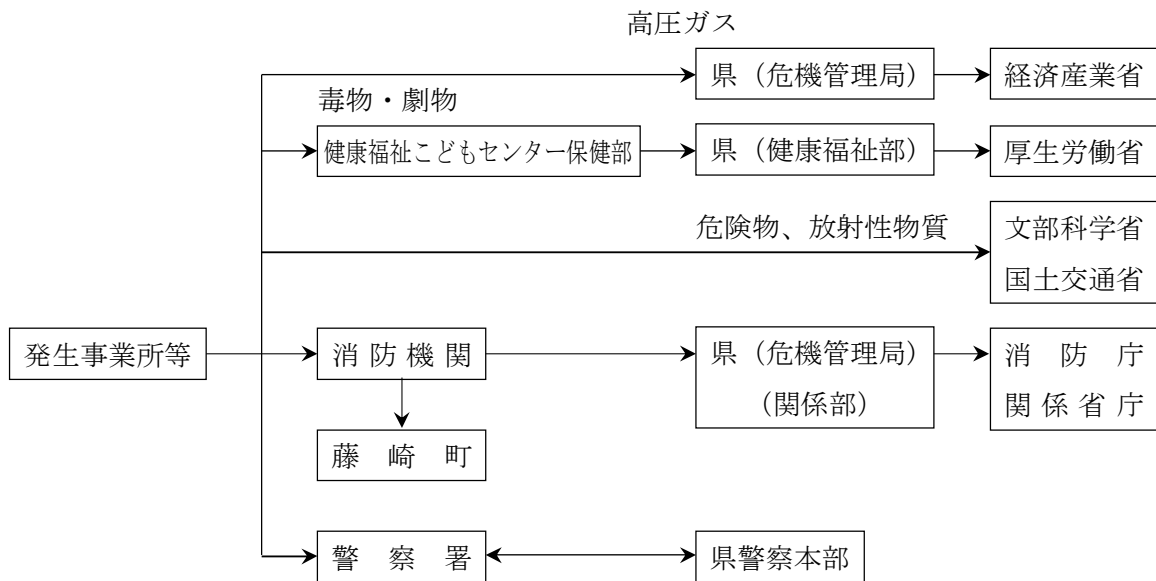 高圧ガス
県（危機管理局）
経済産業省
毒物・劇物
健康福祉こどもセンター保健部
県（健康福祉部）
厚生労働省
危険物、放射性物質
文部科学省
国土交通省
発生事業所等
消防機関
県（危機管理局）
（関係部）
消防庁
関係省庁
藤崎町
警察署
県警察本部